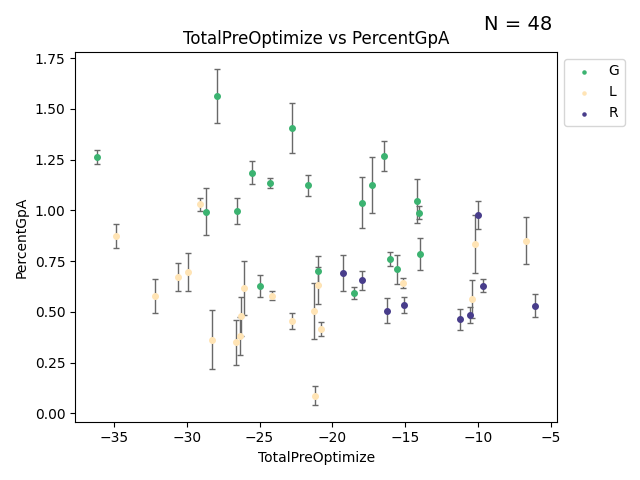 N = 48
TotalPreOptimize vs PercentGpA
1.75
1.50
1.25
1.00
0.75
0.50
0.25
0.00
PercentGpA
−35
−30
−25
−20
−15
−10
−5
TotalPreOptimize
G
L
R